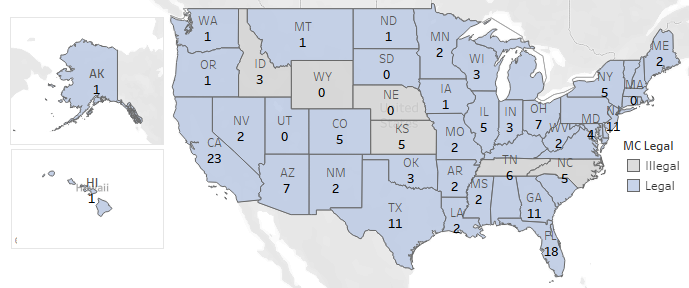 WA
1
MT
1
ND
1
MN
2
ME
2
AK
1
OR
1
ID
3
WY
0
SD
0
WI
3
NY
5
MA
0
NE
0
IA
1
IL
5
IN
3
OH
7
NJ
11
MD
4
WV
2
NV
2
UT
0
CO
5
KS
5
MO
2
CA
23
United
States
AZ
7
NM
2
OK
3
AR
2
TN
6
NC
5
MS
2
GA
11
TX
11
LA
2
FL
18
HI
Hawaii
1
MC Legal
Illegal
Legal